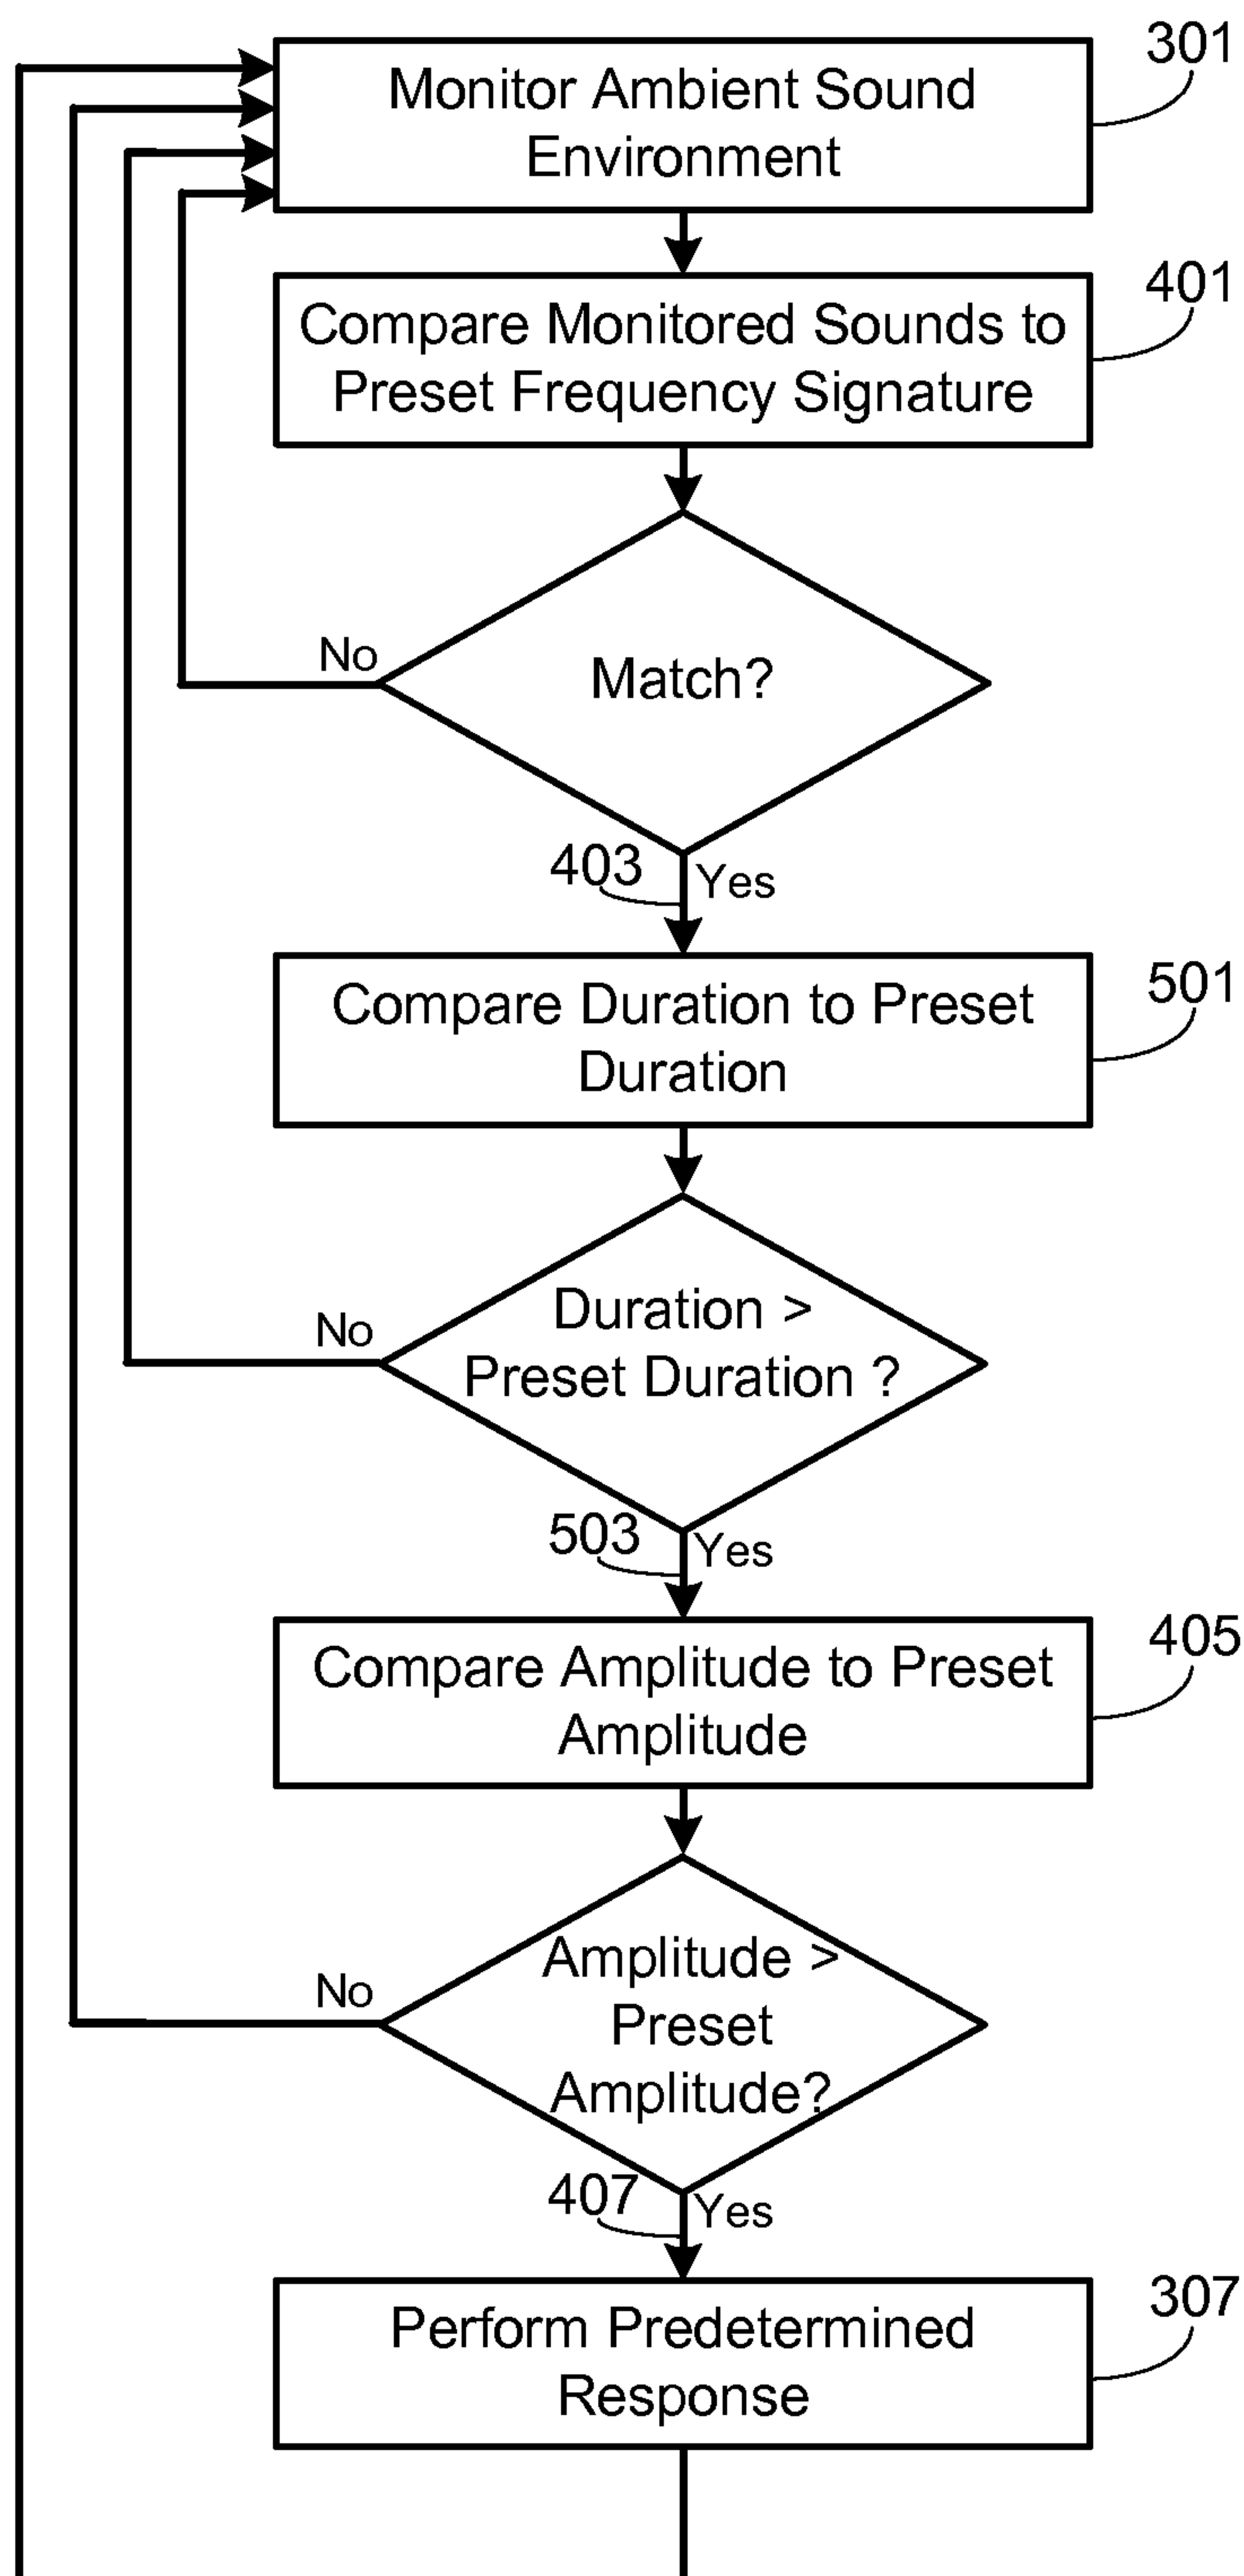 301
Monitor Ambient Sound
Environment
401
Compare Monitored Sounds to
Preset Frequency Signature
No
Match?
403
Yes
501
Compare Duration to Preset
Duration
No
Duration >
Preset Duration ?
503
Yes
405
Compare Amplitude to Preset
Amplitude
No
Amplitude >
Preset
Amplitude?
407
Yes
307
Perform Predetermined
Response